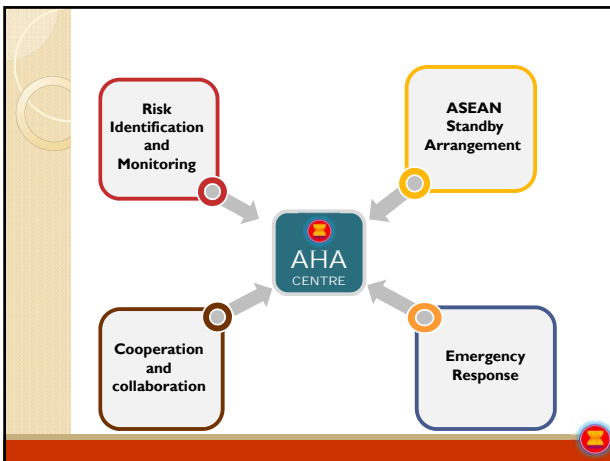 Risk
Identification
and
Monitoring
ASEAN
Standby
Arrangement
AHA
CENTRE
Cooperation
and
collaboration
Emergency
Response